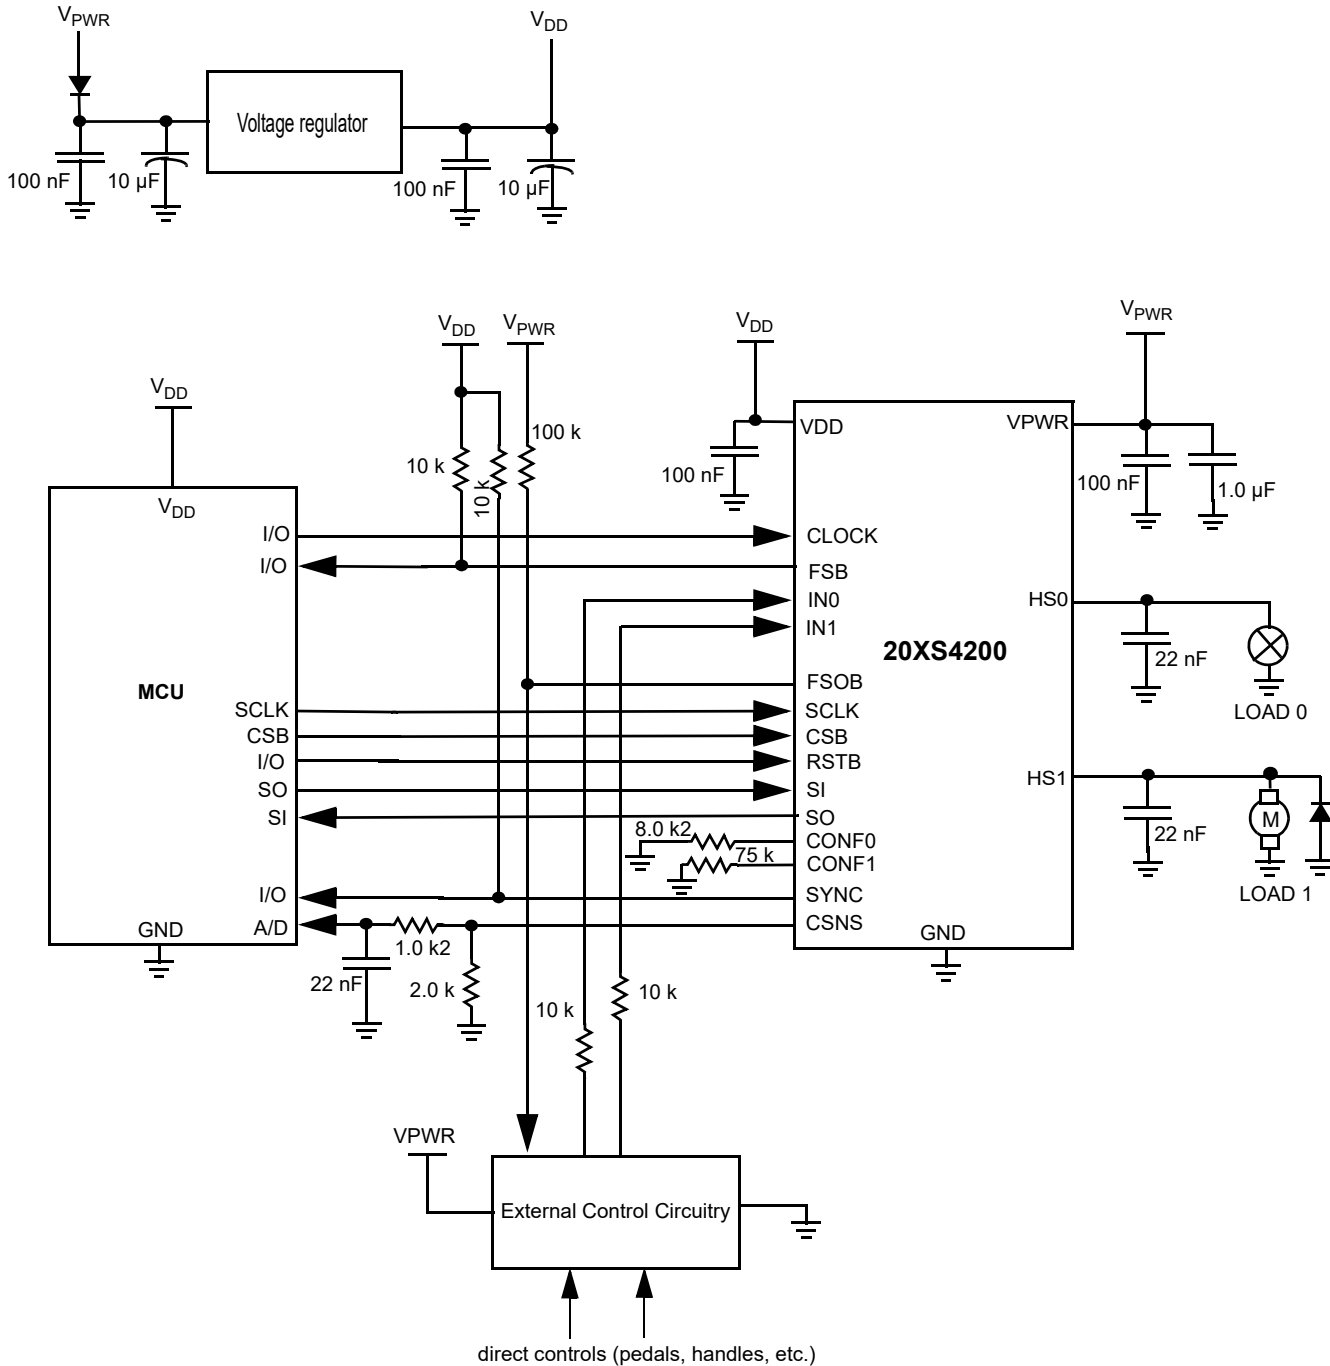 VPWR
VDD
Voltage regulator
100 nF
10 µF
100 nF
10 µF
VDD
VPWR
VDD
VPWR
VDD
100 k
10 k
10 k
VDD
I/O
I/O
MCU
SCLK
CSB
I/O
SO
SI
I/O
A/D
GND
100 nF
VDD
VPWR
CLOCK
FSB
IN0
IN1
20XS4200
FSOB
SCLK
CSB
RSTB
SI
SO
CONF0
CONF1
SYNC
CSNS
GND
HS0
HS1
100 nF
1.0 µF
22 nF
LOAD 0
22 nF
M
LOAD 1
8.0 k2
75 k
1.0 k2
22 nF
2.0 k
10 k
10 k
VPWR
External Control Circuitry
direct controls (pedals, handles, etc.)